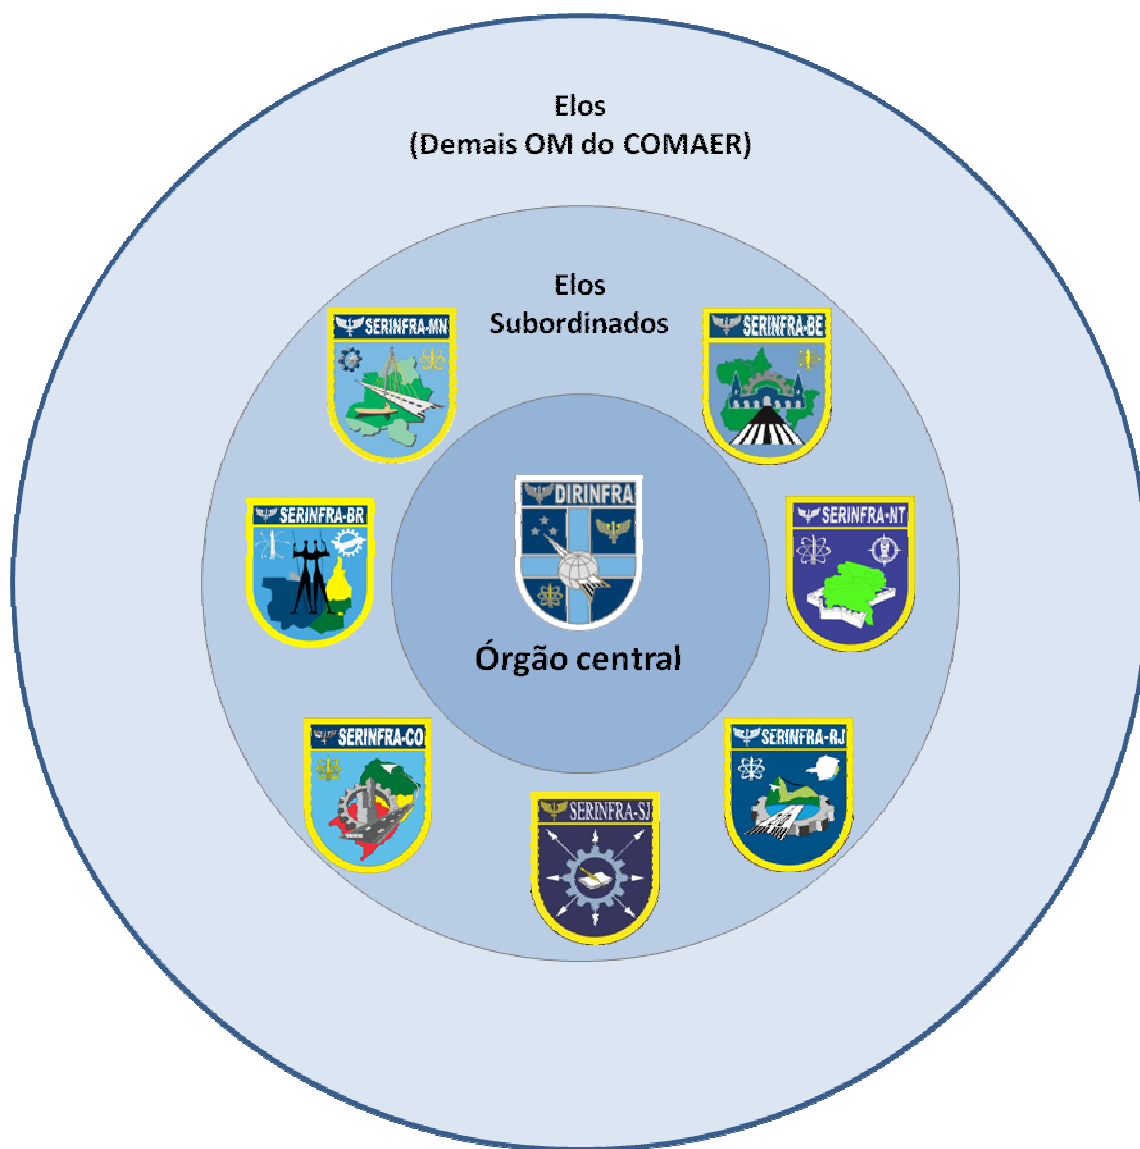 Elos
(Demais OM do COMAER)
Elos
Subordinados
SERINFRA-MN
SERINFRA-BE
DIRINFRA
SERINFRA-BR
SERINFRA-NT
Órgão central
SERINFRA-CO
SERINFRA-RJ
SERINFRA-SJ